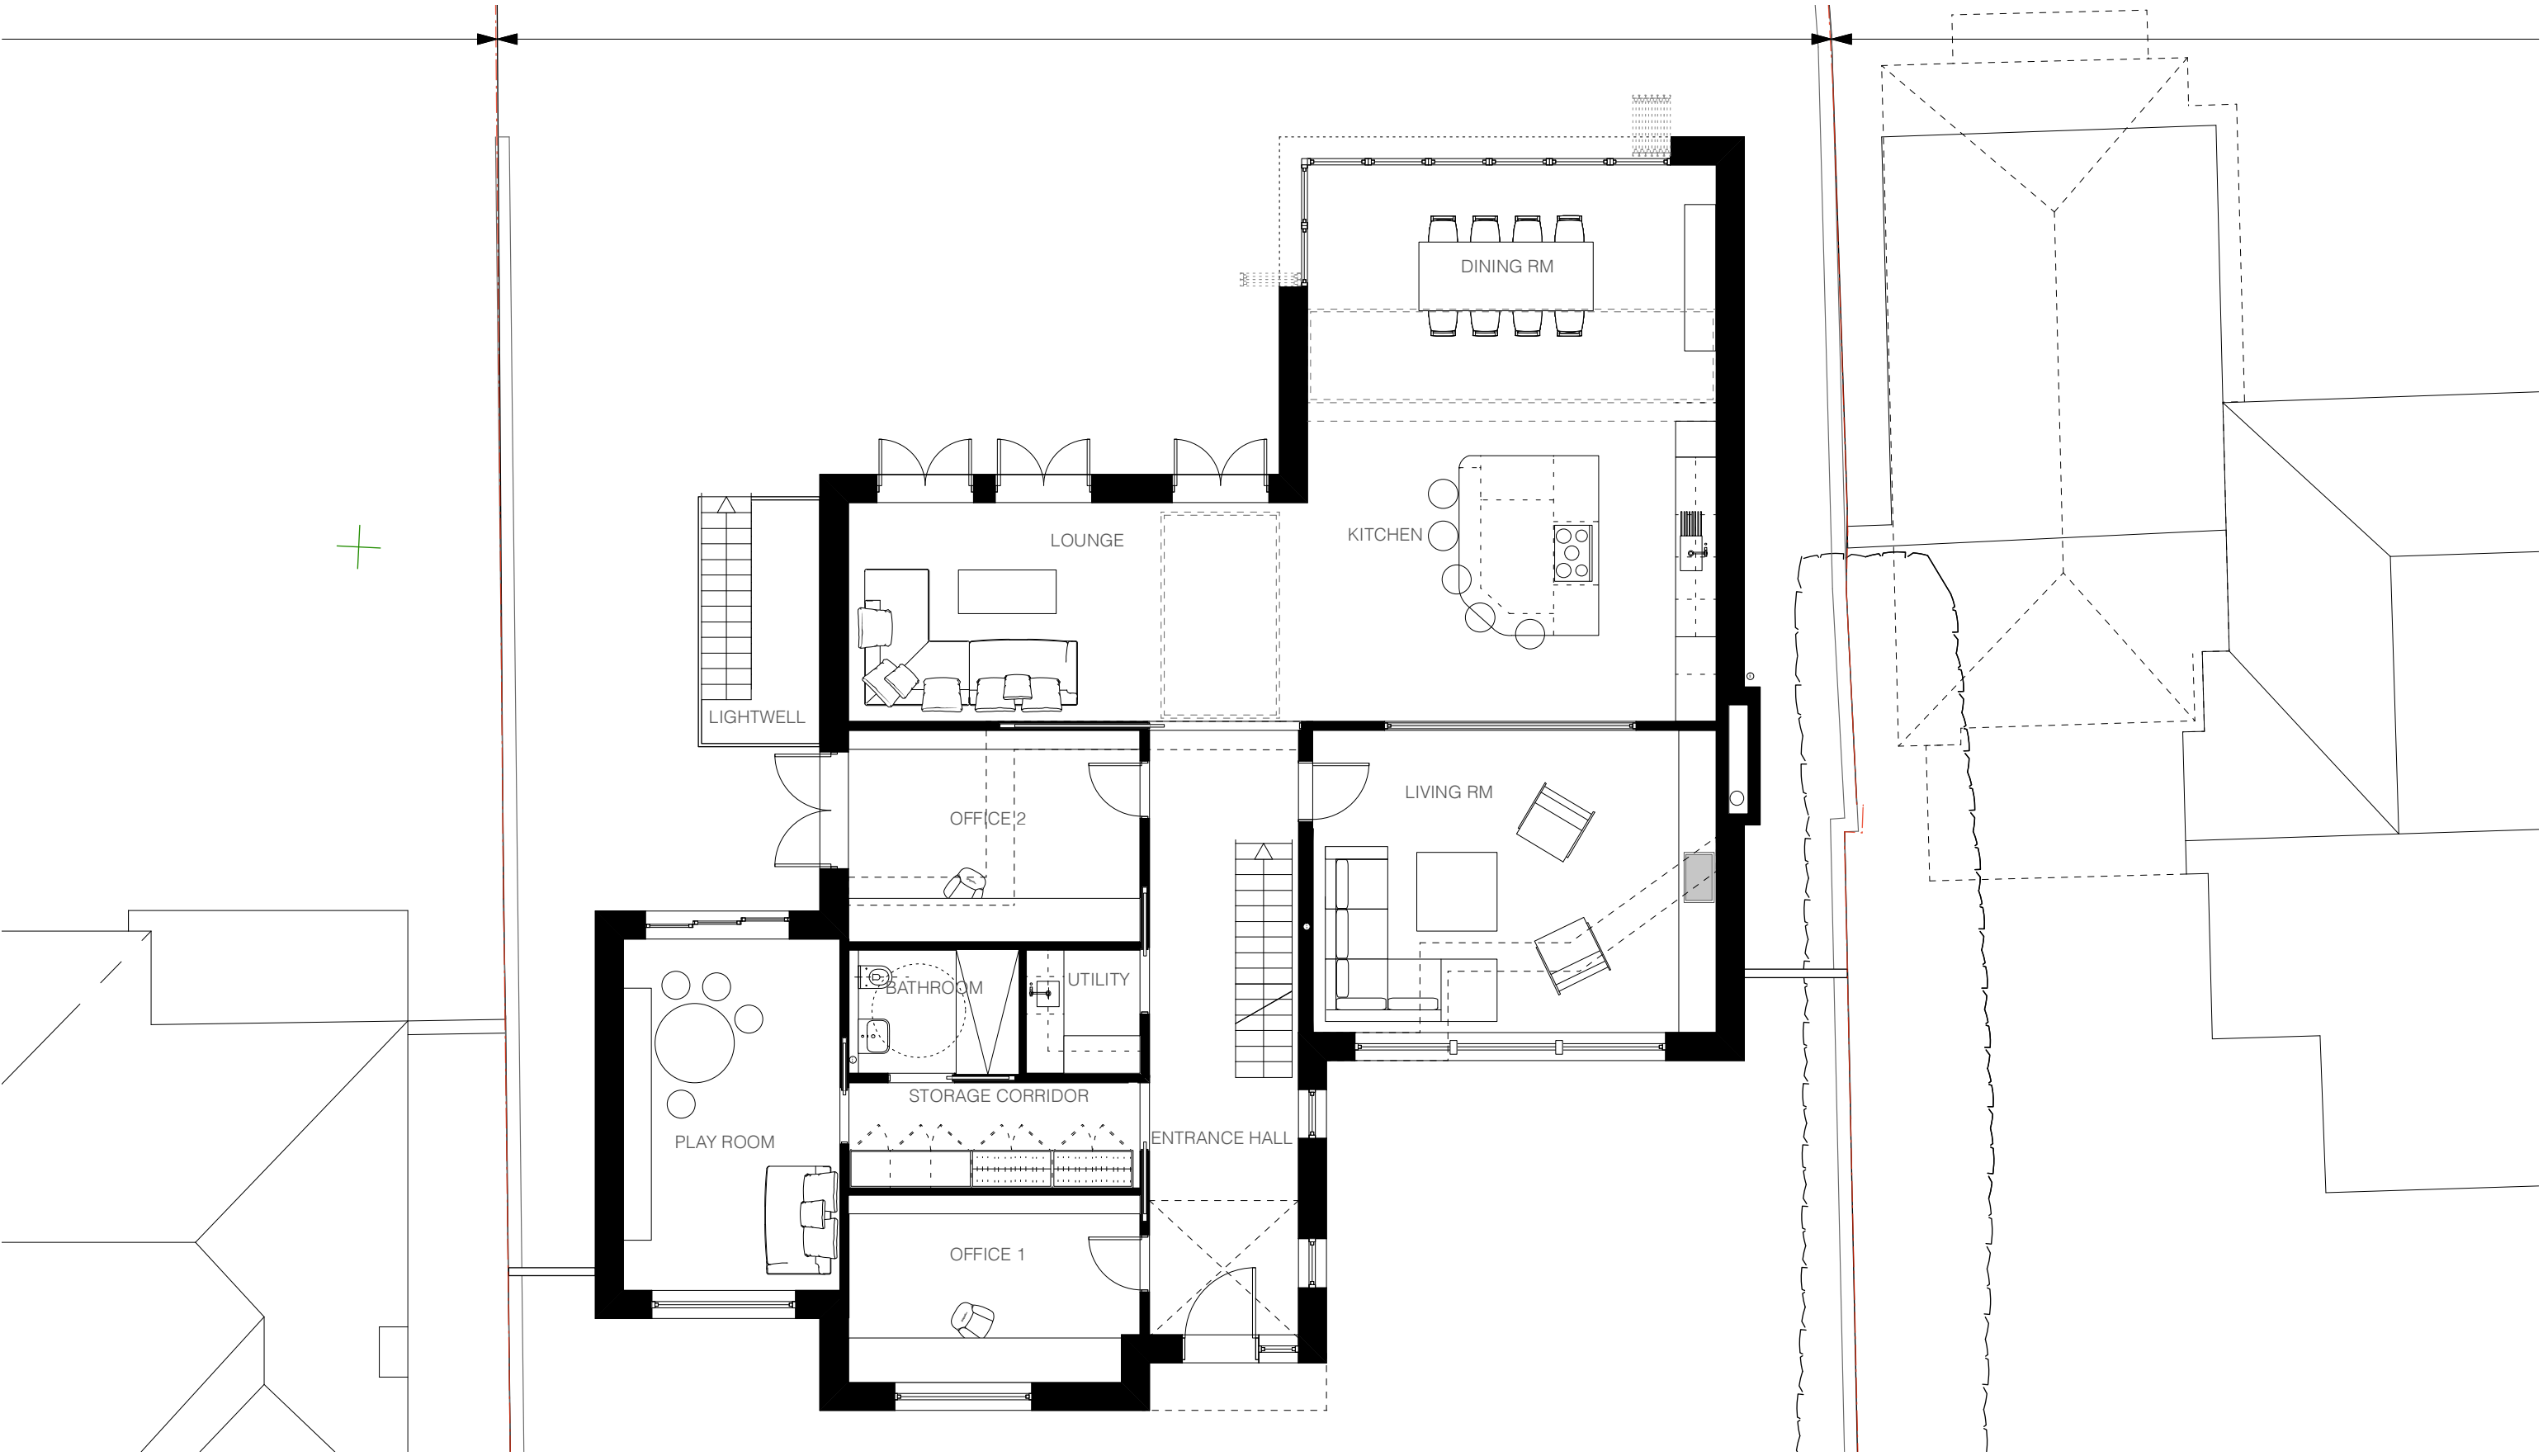 DINING RM
KITCHEN
LOUNGE
LIGHTWELL
LIVING RM
OFFICE 2
UTILITY
BATHROOM
STORAGE CORRIDOR
ENTRANCE HALL
PLAY ROOM
OFFICE 1